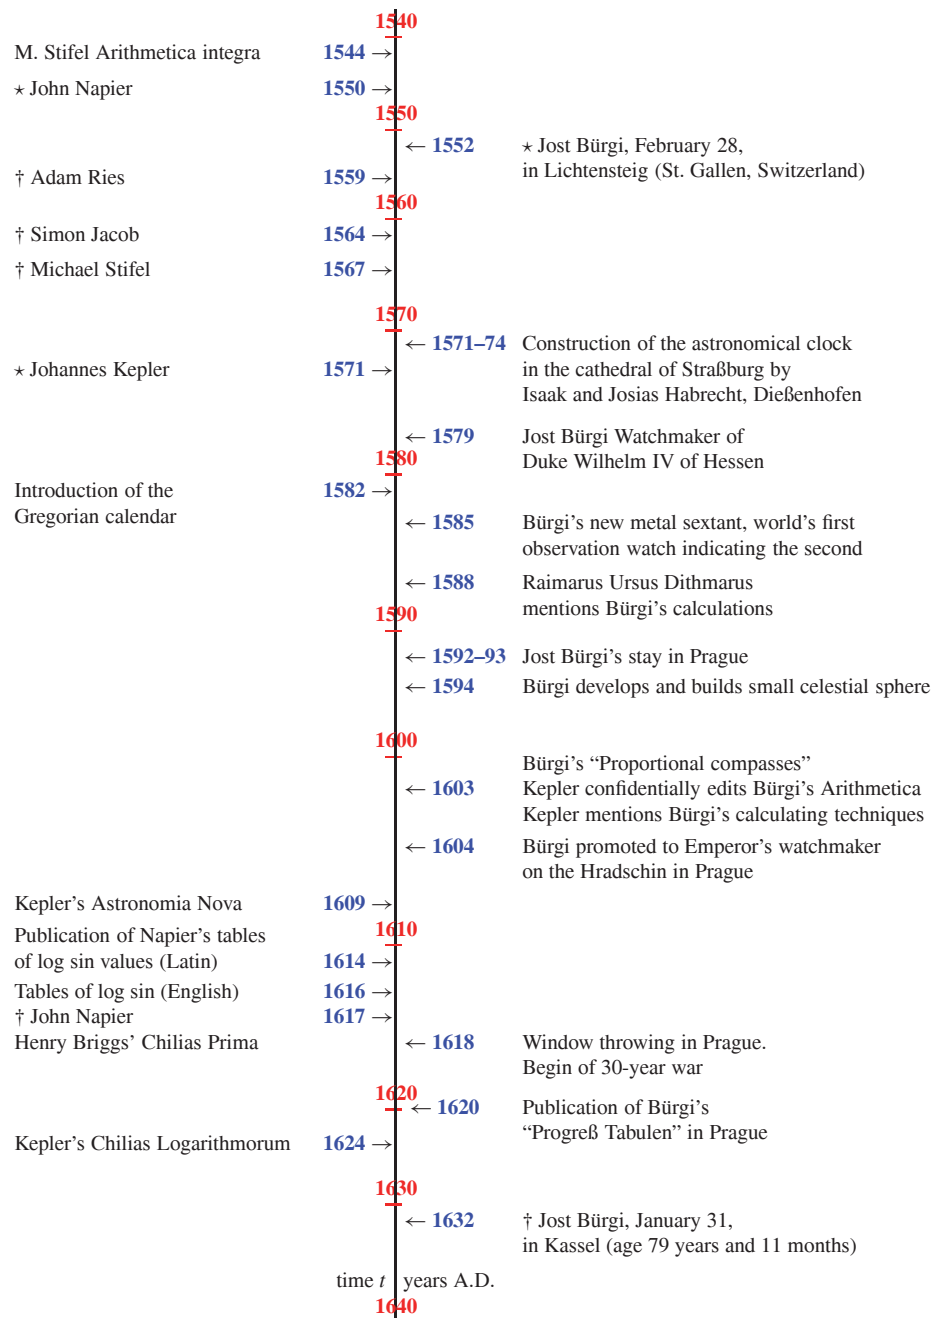 1540
M. Stifel Arithmetica integra 1544 →
⋆ John Napier 1550 →
1550
← 1552 ⋆ Jost Bürgi, February 28,
in Lichtensteig (St. Gallen, Switzerland)
† Adam Ries 1559 →
1560
† Simon Jacob 1564 →
† Michael Stifel 1567 →
1570
← 1571–74 Construction of the astronomical clock
⋆ Johannes Kepler 1571 → in the cathedral of Straßburg by
Isaak and Josias Habrecht, Dießenhofen
← 1579 Jost Bürgi Watchmaker of
1580 Duke Wilhelm IV of Hessen
Introduction of the 1582 →
Gregorian calendar
← 1585 Bürgi's new metal sextant, world's first
observation watch indicating the second
← 1588 Raimarus Ursus Dithmarus
mentions Bürgi's calculations
1590
← 1592–93 Jost Bürgi's stay in Prague
← 1594 Bürgi develops and builds small celestial sphere
1600
Bürgi's “Proportional compasses”
← 1603 Kepler confidentially edits Bürgi's Arithmetica
Kepler mentions Bürgi's calculating techniques
← 1604 Bürgi promoted to Emperor's watchmaker
on the Hradschin in Prague
Kepler's Astronomia Nova 1609 →
1610
Publication of Napier's tables
of log sin values (Latin) 1614 →
Tables of log sin (English) 1616 →
† John Napier 1617 →
Henry Briggs' Chilias Prima ← 1618 Window throwing in Prague.
Begin of 30-year war
1620
← 1620 Publication of Bürgi's
“Progreß Tabulen” in Prague
Kepler's Chilias Logarithmorum 1624 →
1630
← 1632 † Jost Bürgi, January 31,
in Kassel (age 79 years and 11 months)
time t years A.D.
1640